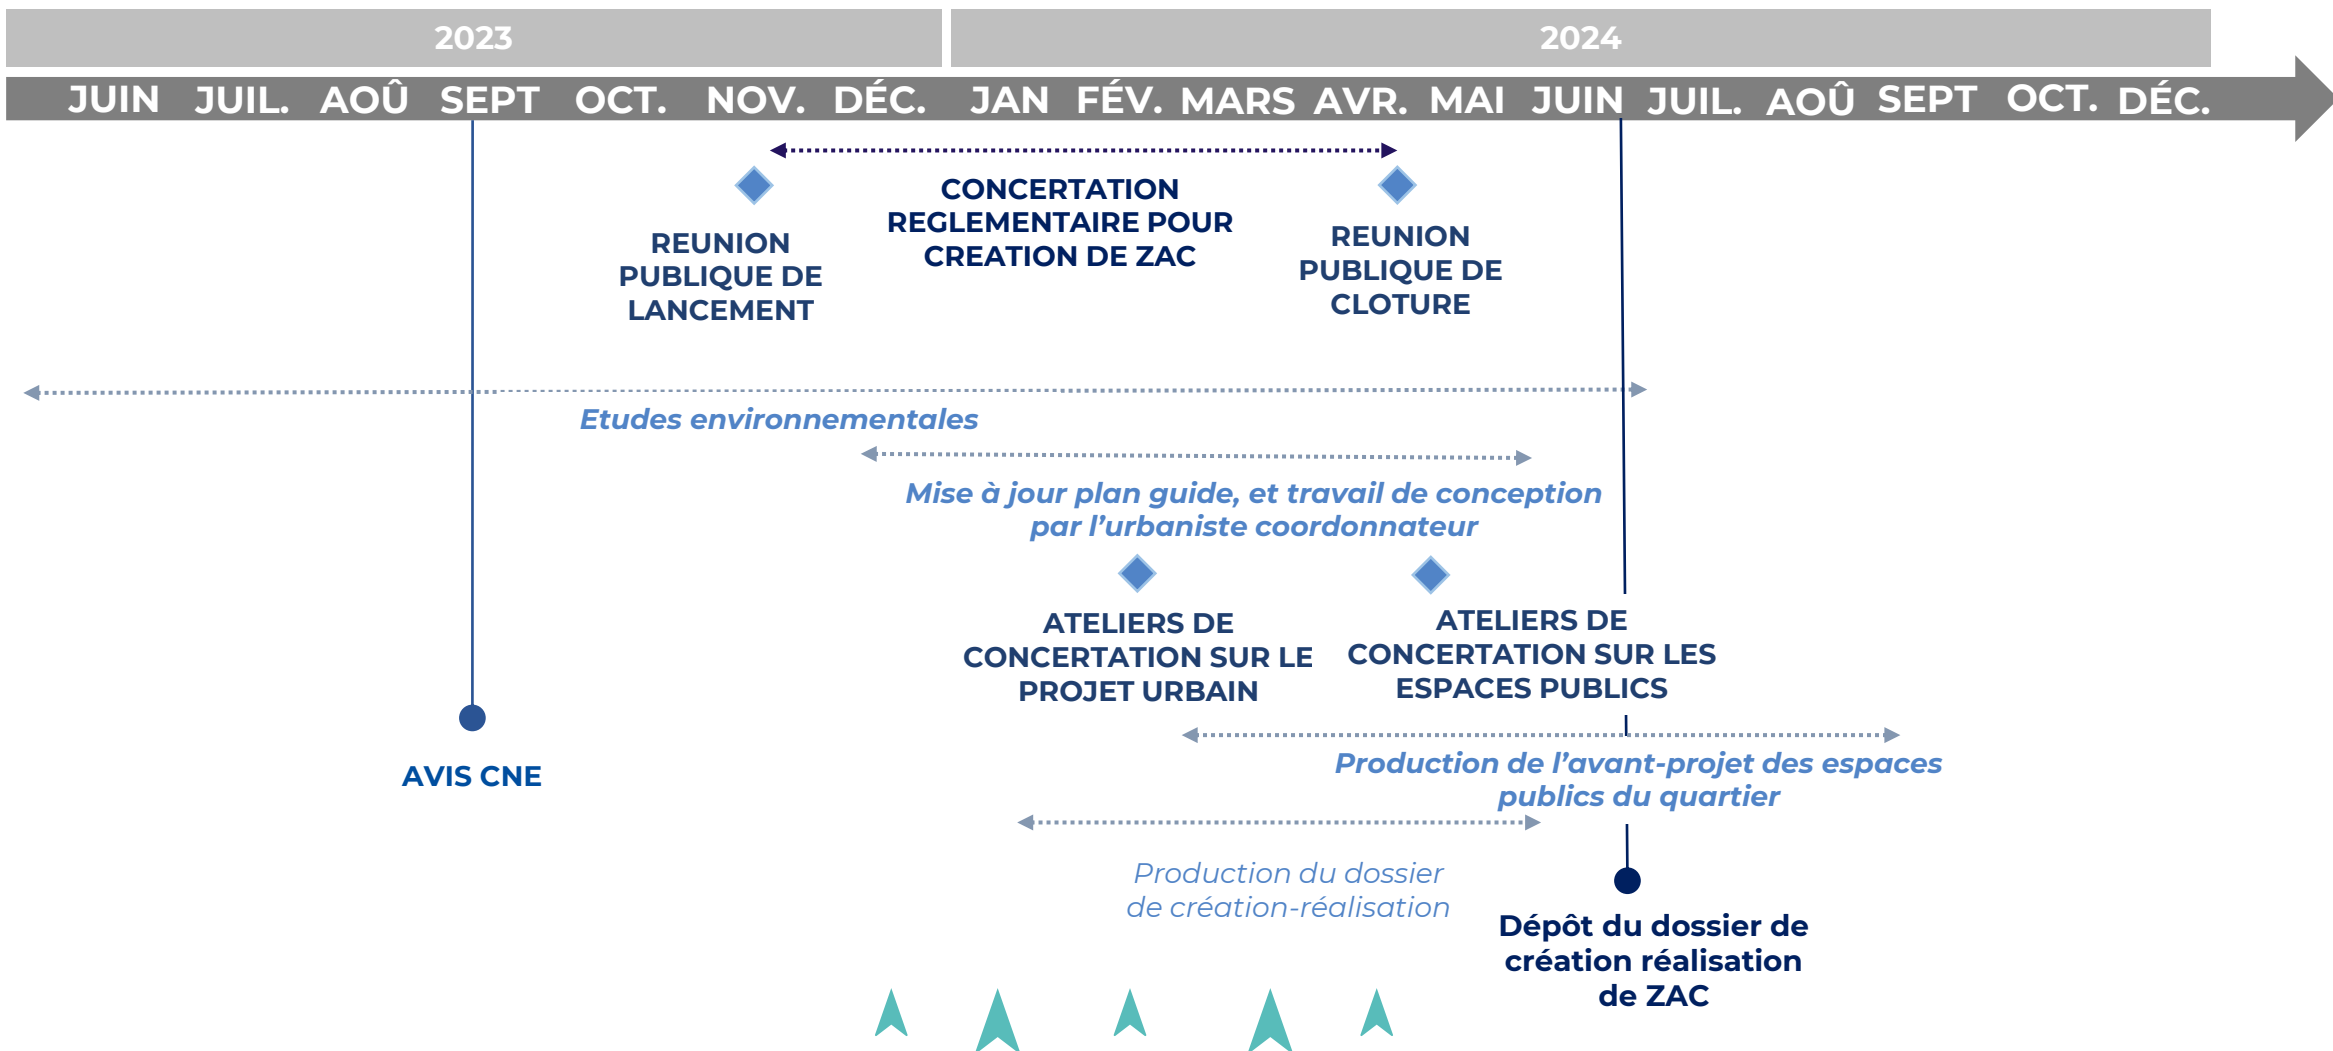 2023
2024
JUIN JUIL. AOÛ SEPT OCT. NOV. DÉC. JAN FÉV. MARS AVR. MAI JUIN JUIL. AOÛ SEPT OCT. DÉC.
CONCERTATION
REGLEMENTAIRE POUR
CREATION DE ZAC
REUNION
PUBLIQUE DE
LANCEMENT
REUNION
PUBLIQUE DE
CLOTURE
Etudes environnementales
Mise à jour plan guide, et travail de conception
par l’urbaniste coordonnateur
ATELIERS DE
CONCERTATION SUR LE
PROJET URBAIN
ATELIERS DE
CONCERTATION SUR LES
ESPACES PUBLICS
AVIS CNE
Production de l’avant-projet des espaces
publics du quartier
Production du dossier
de création-réalisation
Dépôt du dossier de
création réalisation
de ZAC